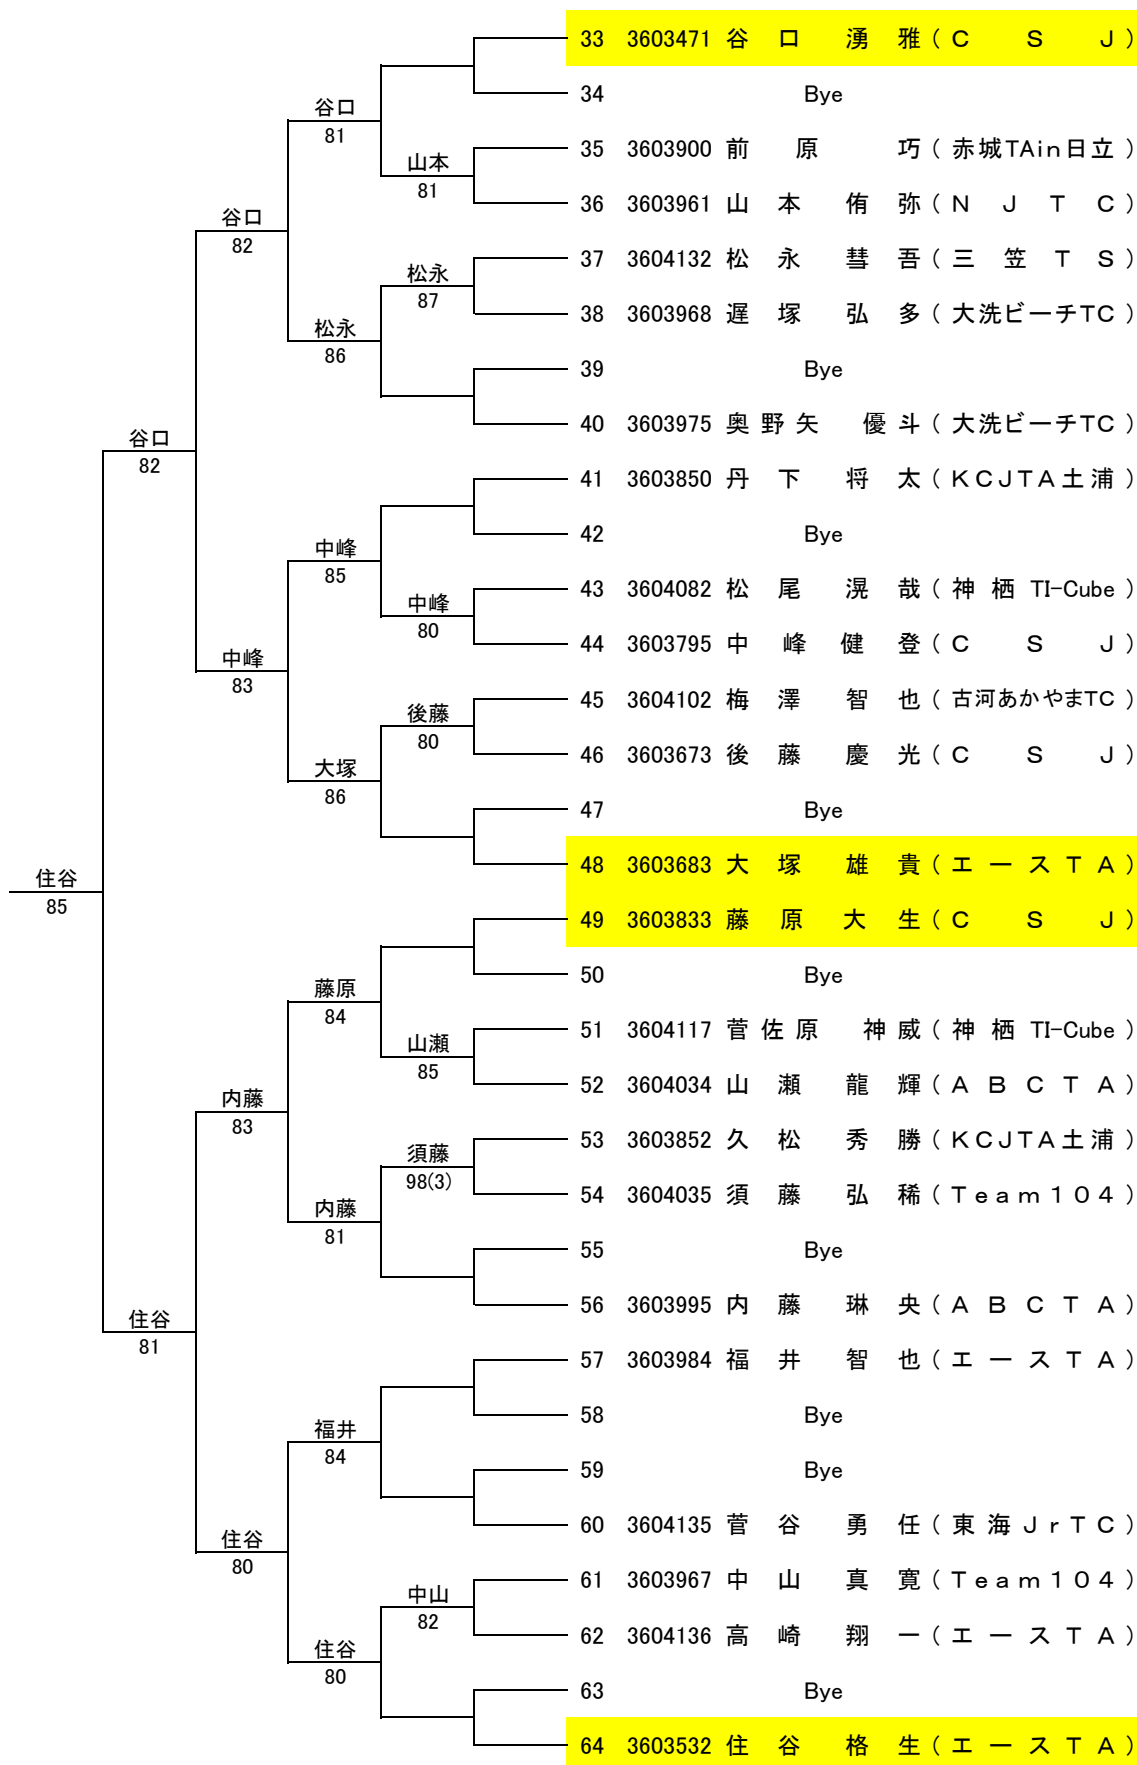 33 3603471 谷口 湧雅 ( C S J )
34 Bye
谷口
81
35 3603900 前原 巧 ( 赤城TAin日立 )
山本
81
36 3603961 山本 侑弥 ( N J T C )
谷口
82
37 3604132 松永 彗吾 ( 三笠TS )
松永
87
38 3603968 遅塚 弘多 ( 大洗ビーチTC )
松永
86
39 Bye
40 3603975 奥野矢 優斗 ( 大洗ビーチTC )
谷口
82
41 3603850 丹下 将太 ( KCJTA土浦 )
42 Bye
中峰
85
43 3604082 松尾 滉哉 ( 神栖 TI-Cube )
中峰
80
44 3603795 中峰 健登 ( C S J )
中峰
83
45 3604102 梅澤 智也 ( 古河あかやまTC )
後藤
80
46 3603673 後藤 慶光 ( C S J )
大塚
86
47 Bye
48 3603683 大塚 雄貴 ( エースTA )
住谷
85
49 3603833 藤原 大生 ( C S J )
50 Bye
藤原
84
51 3604117 菅佐原 神威 ( 神栖 TI-Cube )
山瀬
85
52 3604034 山瀬 龍輝 ( A B C T A )
内藤
83
53 3603852 久松 秀勝 ( KCJTA土浦 )
須藤
98(3)
54 3604035 須藤 弘稀 ( Team104 )
内藤
81
55 Bye
56 3603995 内藤 琳央 ( A B C T A )
住谷
81
57 3603984 福井 智也 ( エースTA )
58 Bye
福井
84
59 Bye
60 3604135 菅谷 勇任 ( 東海JrTC )
住谷
80
61 3603967 中山 真寛 ( Team104 )
中山
82
62 3604136 高崎 翔一 ( エースTA )
住谷
80
63 Bye
64 3603532 住谷 格生 ( エースTA )